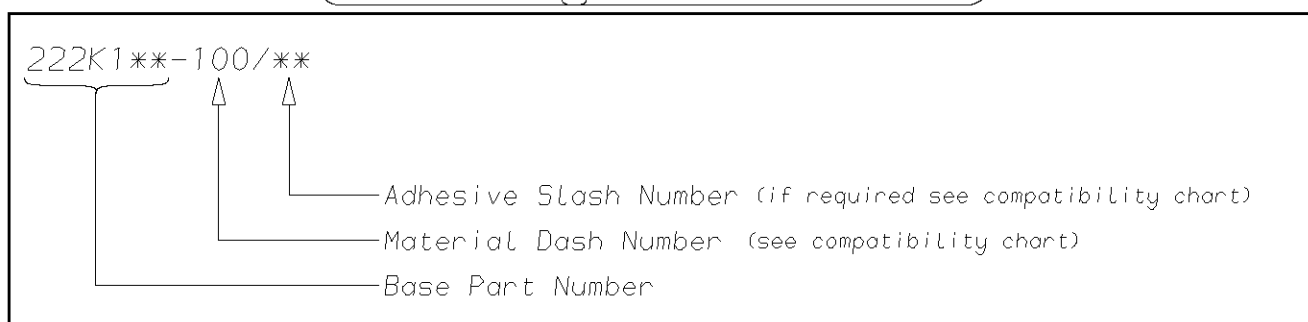 222K1**-100/**
Adhesive Slash Number (if required see compatibility chart)
Material Dash Number (see compatibility chart)
Base Part Number